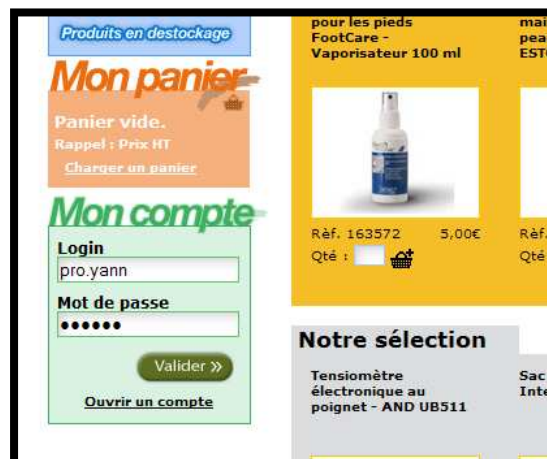 Produits en destockage
Mon panier
Panier vide.
Rappel : Prix HT
Charger un panier
Mon compte
Login
pro.yann
Mot de passe
••••••
Valider »
Ouvrir un compte
pour les pieds
FootCare -
Vaporisateur 100 ml
Rèf. 163572 5,00€
Qté :
Rèf.
Qté
Notre sélection
Tensiomètre
électronique au
poignet - AND UB511
Sac